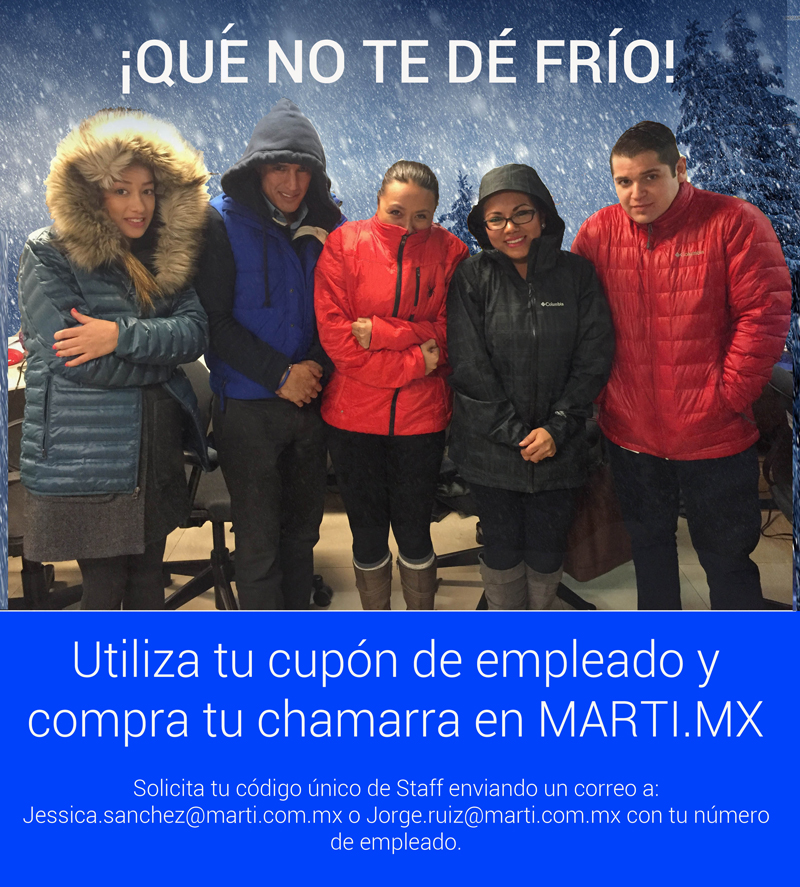 ¡QUÉ NO TE DÉ FRÍO!
Columbia
Columbia
Utiliza tu cupón de empleado y
compra tu chamarra en MARTI.MX
Solicita tu código único de Staff enviando un correo a:
Jessica.sanchez@marti.com.mx o Jorge.ruiz@marti.com.mx con tu número
de empleado.